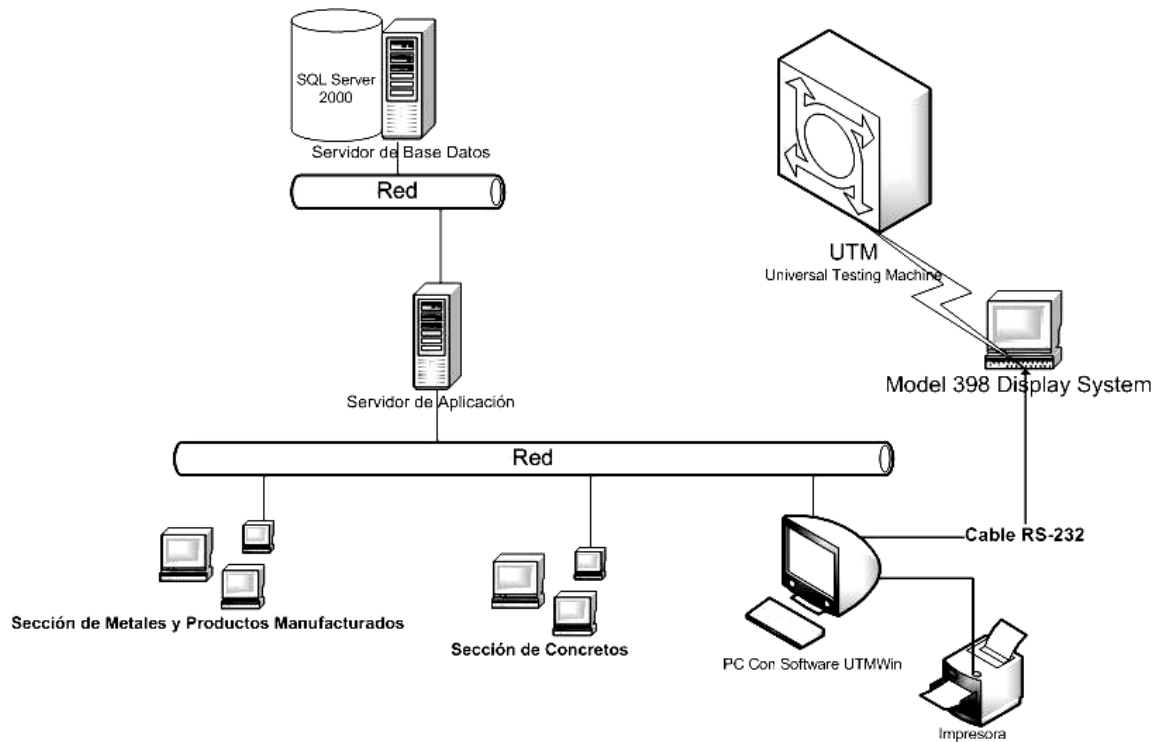 SQL Server
2000
Servidor de Base Datos
Red
UTM
Universal Testing Machine
Servidor de Aplicación
Model 398 Display System
Red
Cable RS-232
Sección de Metales y Productos Manufacturados
Sección de Concretos
PC Con Software UTMWin
Impresora